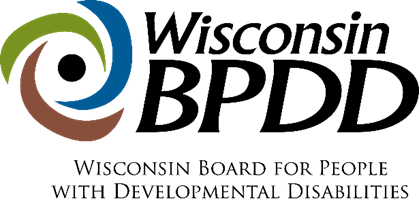 Wisconsin
BPDD
Wisconsin Board for People
with Developmental Disabilities